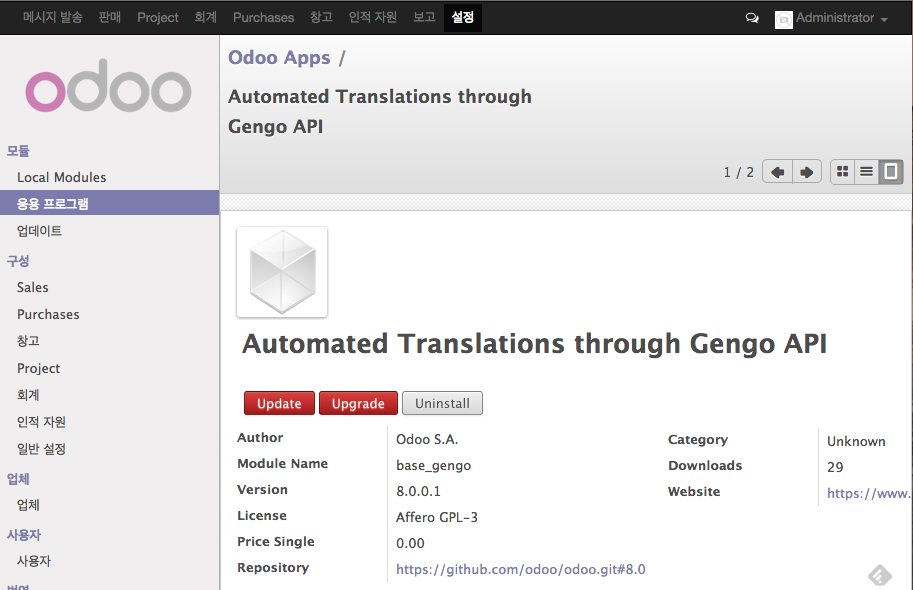 메시지 발송 판매 Project 회계 Purchases 창고 인적 자원 보고 설정 Administrator
odoo
모듈
Local Modules
응용 프로그램
업데이트
구성
Sales
Purchases
창고
Project
회계
인적 자원
일반 설정
업체
업체
사용자
사용자
번역
Odoo Apps /
Automated Translations through
Gengo API
1 / 2
Automated Translations through Gengo API
Update Upgrade Uninstall
Author Odoo S.A.
Module Name base_gengo
Version 8.0.0.1
License Affero GPL-3
Price Single 0.00
Repository https://github.com/odoo/odoo.git#8.0
Category Unknown
Downloads 29
Website https://www.